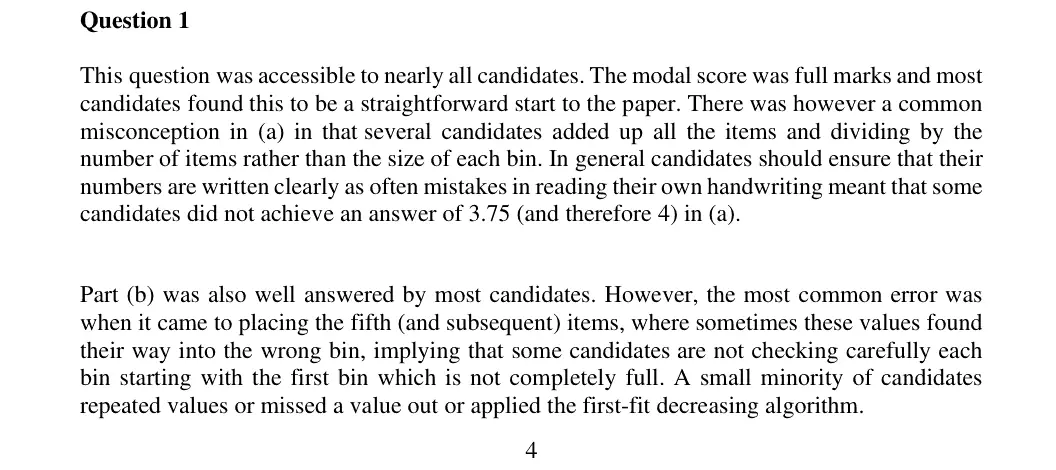 Question 1
This question was accessible to nearly all candidates. The modal score was full marks and most
candidates found this to be a straightforward start to the paper. There was however a common
misconception in (a) in that several candidates added up all the items and dividing by the
number of items rather than the size of each bin. In general candidates should ensure that their
numbers are written clearly as often mistakes in reading their own handwriting meant that some
candidates did not achieve an answer of 3.75 (and therefore 4) in (a).
Part (b) was also well answered by most candidates. However, the most common error was
when it came to placing the fifth (and subsequent) items, where sometimes these values found
their way into the wrong bin, implying that some candidates are not checking carefully each
bin starting with the first bin which is not completely full. A small minority of candidates
repeated values or missed a value out or applied the first-fit decreasing algorithm.
4